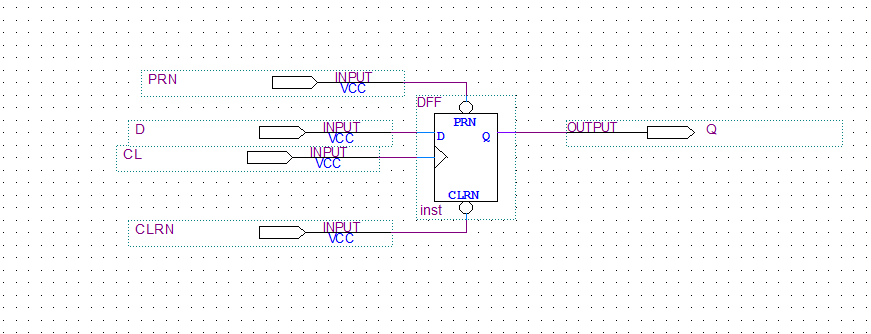 PRN
INPUT
VCC
DFF
PRN
D
INPUT
VCC
D
Q
OUTPUT
Q
CL
INPUT
VCC
CLRN
inst
CLRN
INPUT
VCC